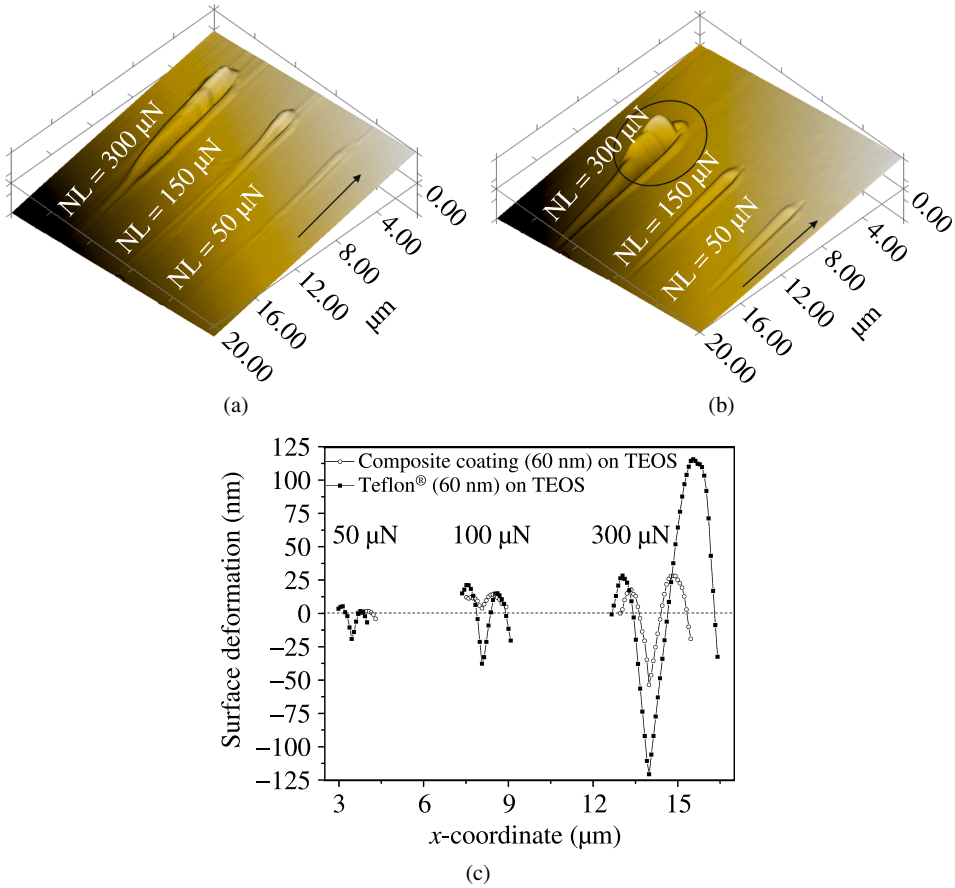 NL = 300 μN
NL = 150 μN
NL = 50 μN
0.00
4.00
8.00
12.00
16.00
20.00
μm
(a)
NL = 300 μN
NL = 150 μN
NL = 50 μN
0.00
4.00
8.00
12.00
16.00
20.00
μm
(b)
Surface deformation (nm)
125
100
75
50
25
0
−25
−50
−75
−100
−125
Composite coating (60 nm) on TEOS
Teflon® (60 nm) on TEOS
50 μN
100 μN
300 μN
3
6
9
12
15
x-coordinate (μm)
(c)